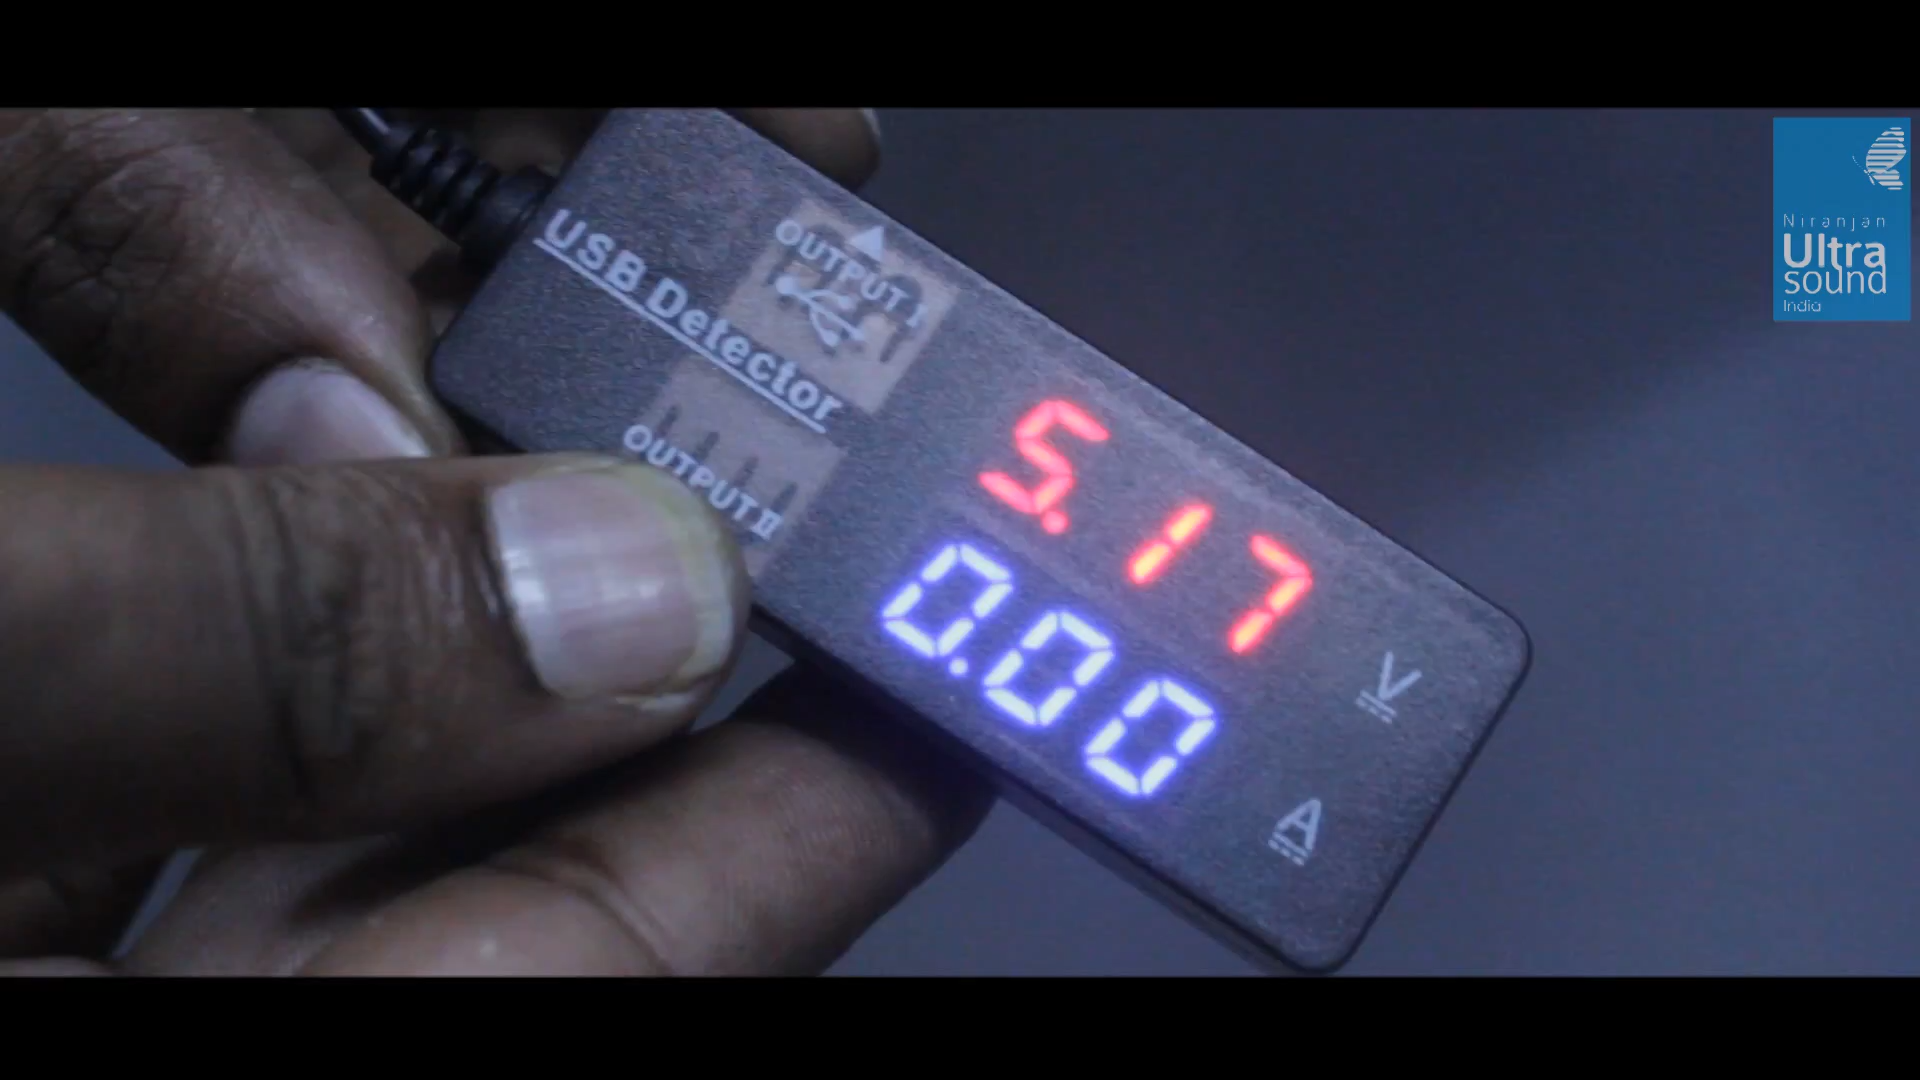 USB Detector
OUTPUT I
OUTPUT II
5.17 V
0.00 A
Niranjan
Ultra
sound
India